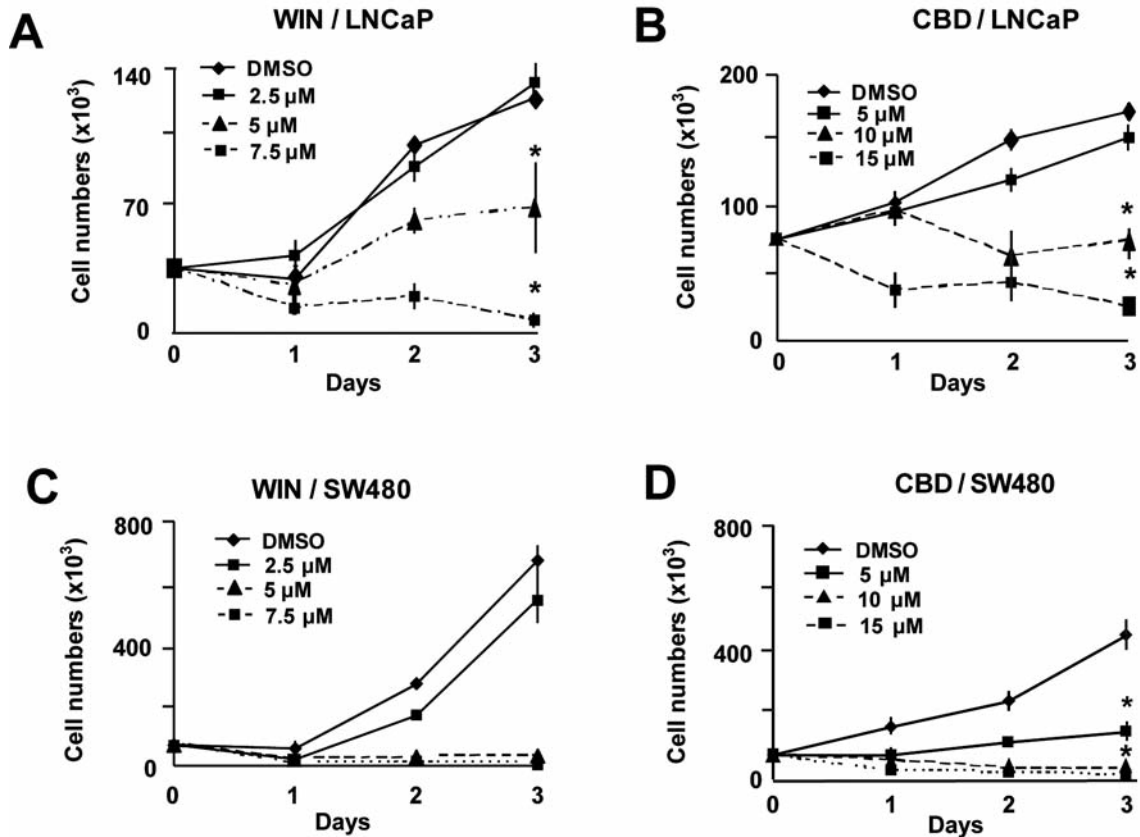 A
WIN / LNCaP
Cell numbers (x10³)
140
70
0
DMSO
2.5 µM
5 µM
7.5 µM
*
*
0 1 2 3
Days
B
CBD / LNCaP
Cell numbers (x10³)
200
100
0
DMSO
5 µM
10 µM
15 µM
*
*
0 1 2 3
Days
C
WIN / SW480
Cell numbers (x10³)
800
400
0
DMSO
2.5 µM
5 µM
7.5 µM
0 1 2 3
Days
D
CBD / SW480
Cell numbers (x10³)
800
400
0
DMSO
5 µM
10 µM
15 µM
*
*
0 1 2 3
Days